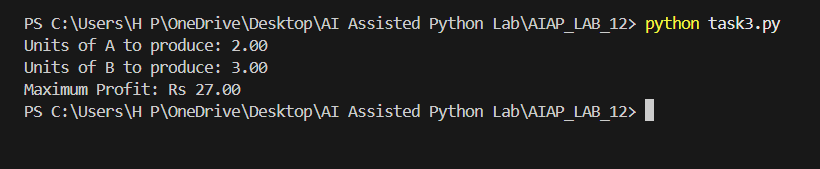 PS C:\Users\H P\OneDrive\Desktop\AI Assisted Python Lab\AIAP_LAB_12> python task3.py
Units of A to produce: 2.00
Units of B to produce: 3.00
Maximum Profit: Rs 27.00
PS C:\Users\H P\OneDrive\Desktop\AI Assisted Python Lab\AIAP_LAB_12>